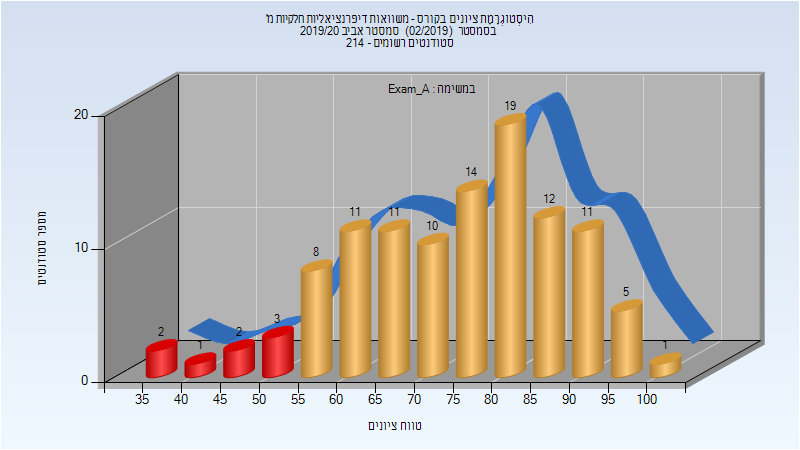 היסטוגרמת ציונים בקורס - משוואות דיפרנציאליות חלקיות מ'
בסמסטר (02/2019) סמסטר אביב 2019/20
סטודנטים רשומים - 214
במשימה : Exam_A
20
10
0
מספר סטודנטים
2
1
2
3
8
11
11
10
14
19
12
11
5
1
35 40 45 50 55 60 65 70 75 80 85 90 95 100
טווח ציונים